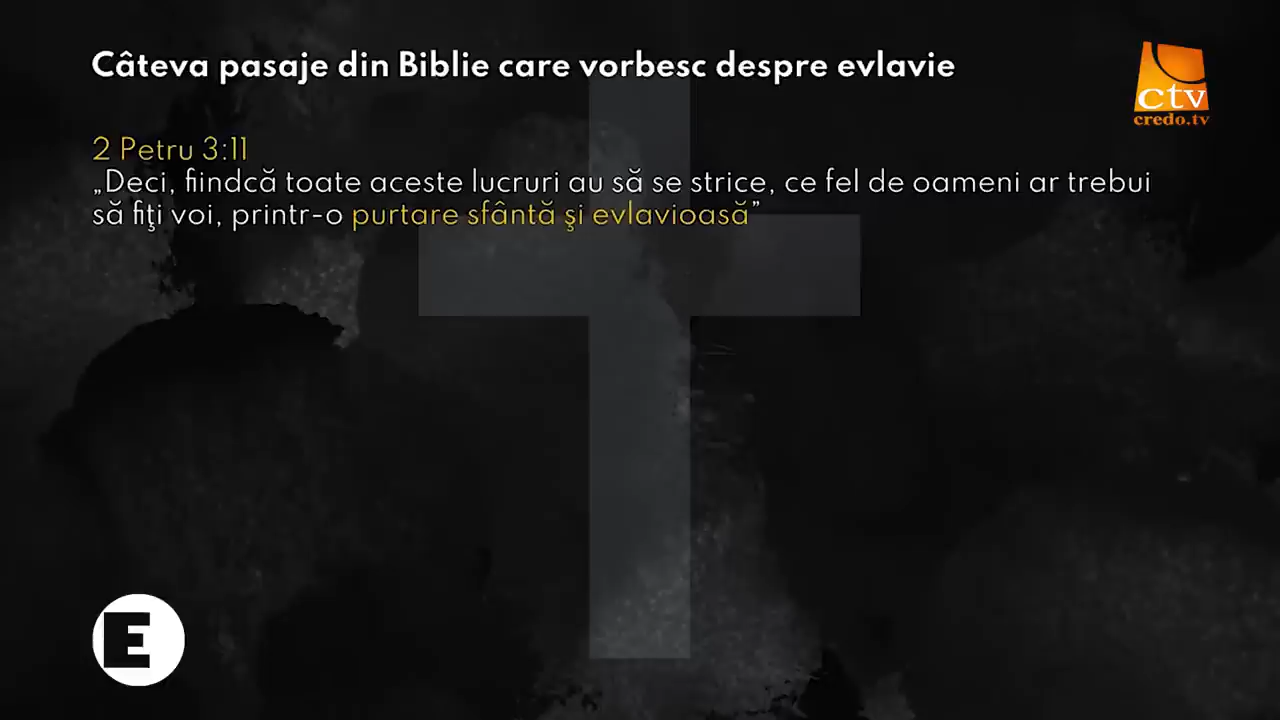 Câteva pasaje din Biblie care vorbesc despre evlavie
ctv
credo.tv
2 Petru 3:11
„Deci, fiindcă toate aceste lucruri au să se strice, ce fel de oameni ar trebui
să fiţi voi, printr-o purtare sfântă şi evlavioasă”
E